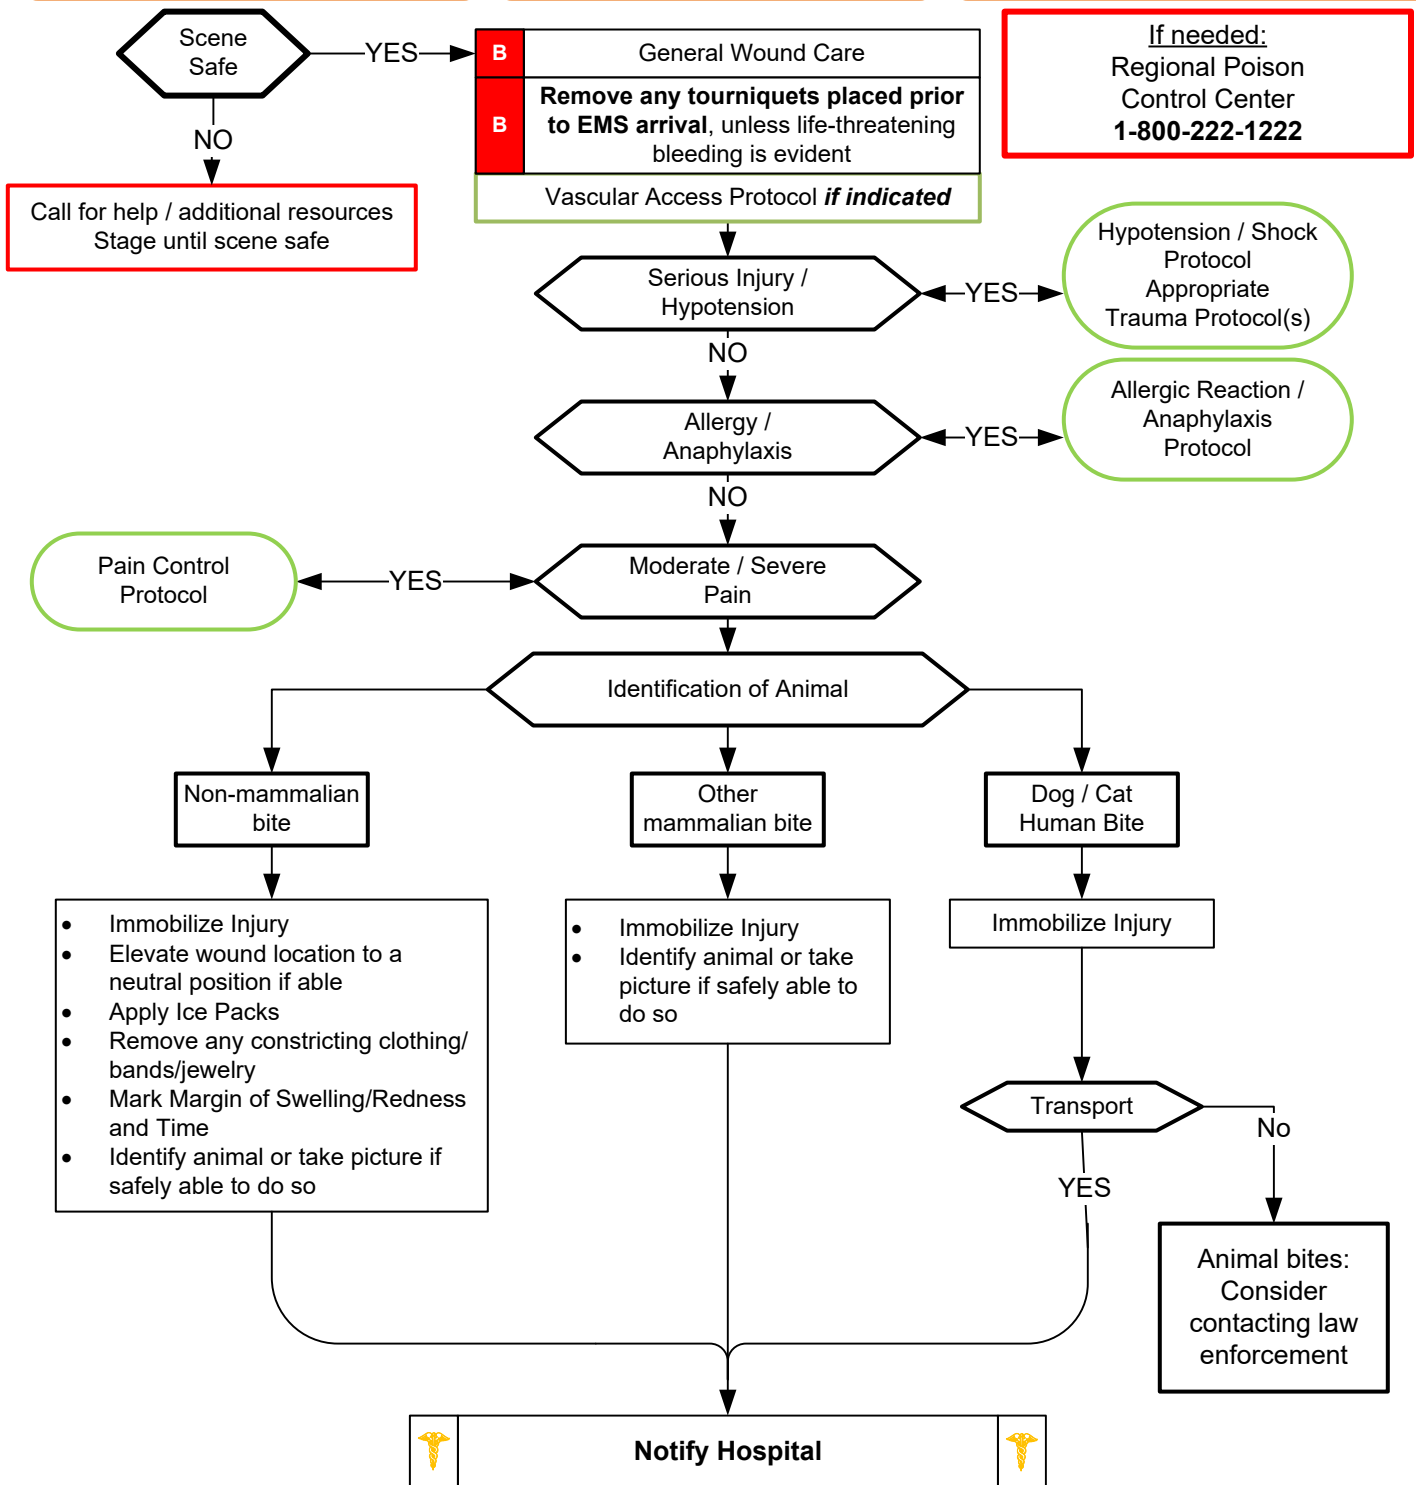 Scene
Safe
YES
B
General Wound Care
If needed:
Regional Poison
Control Center
1-800-222-1222
B
Remove any tourniquets placed prior
to EMS arrival, unless life-threatening
bleeding is evident
NO
Vascular Access Protocol if indicated
Call for help / additional resources
Stage until scene safe
Serious Injury /
Hypotension
YES
Hypotension / Shock
Protocol
Appropriate
Trauma Protocol(s)
NO
Allergy /
Anaphylaxis
YES
Allergic Reaction /
Anaphylaxis
Protocol
NO
Pain Control
Protocol
YES
Moderate / Severe
Pain
Identification of Animal
Non-mammalian
bite
Other
mammalian bite
Dog / Cat
Human Bite
• Immobilize Injury
• Elevate wound location to a
neutral position if able
• Apply Ice Packs
• Remove any constricting clothing/
bands/jewelry
• Mark Margin of Swelling/Redness
and Time
• Identify animal or take picture if
safely able to do so
• Immobilize Injury
• Identify animal or take
picture if safely able to
do so
Immobilize Injury
Transport
No
YES
Animal bites:
Consider
contacting law
enforcement
Notify Hospital